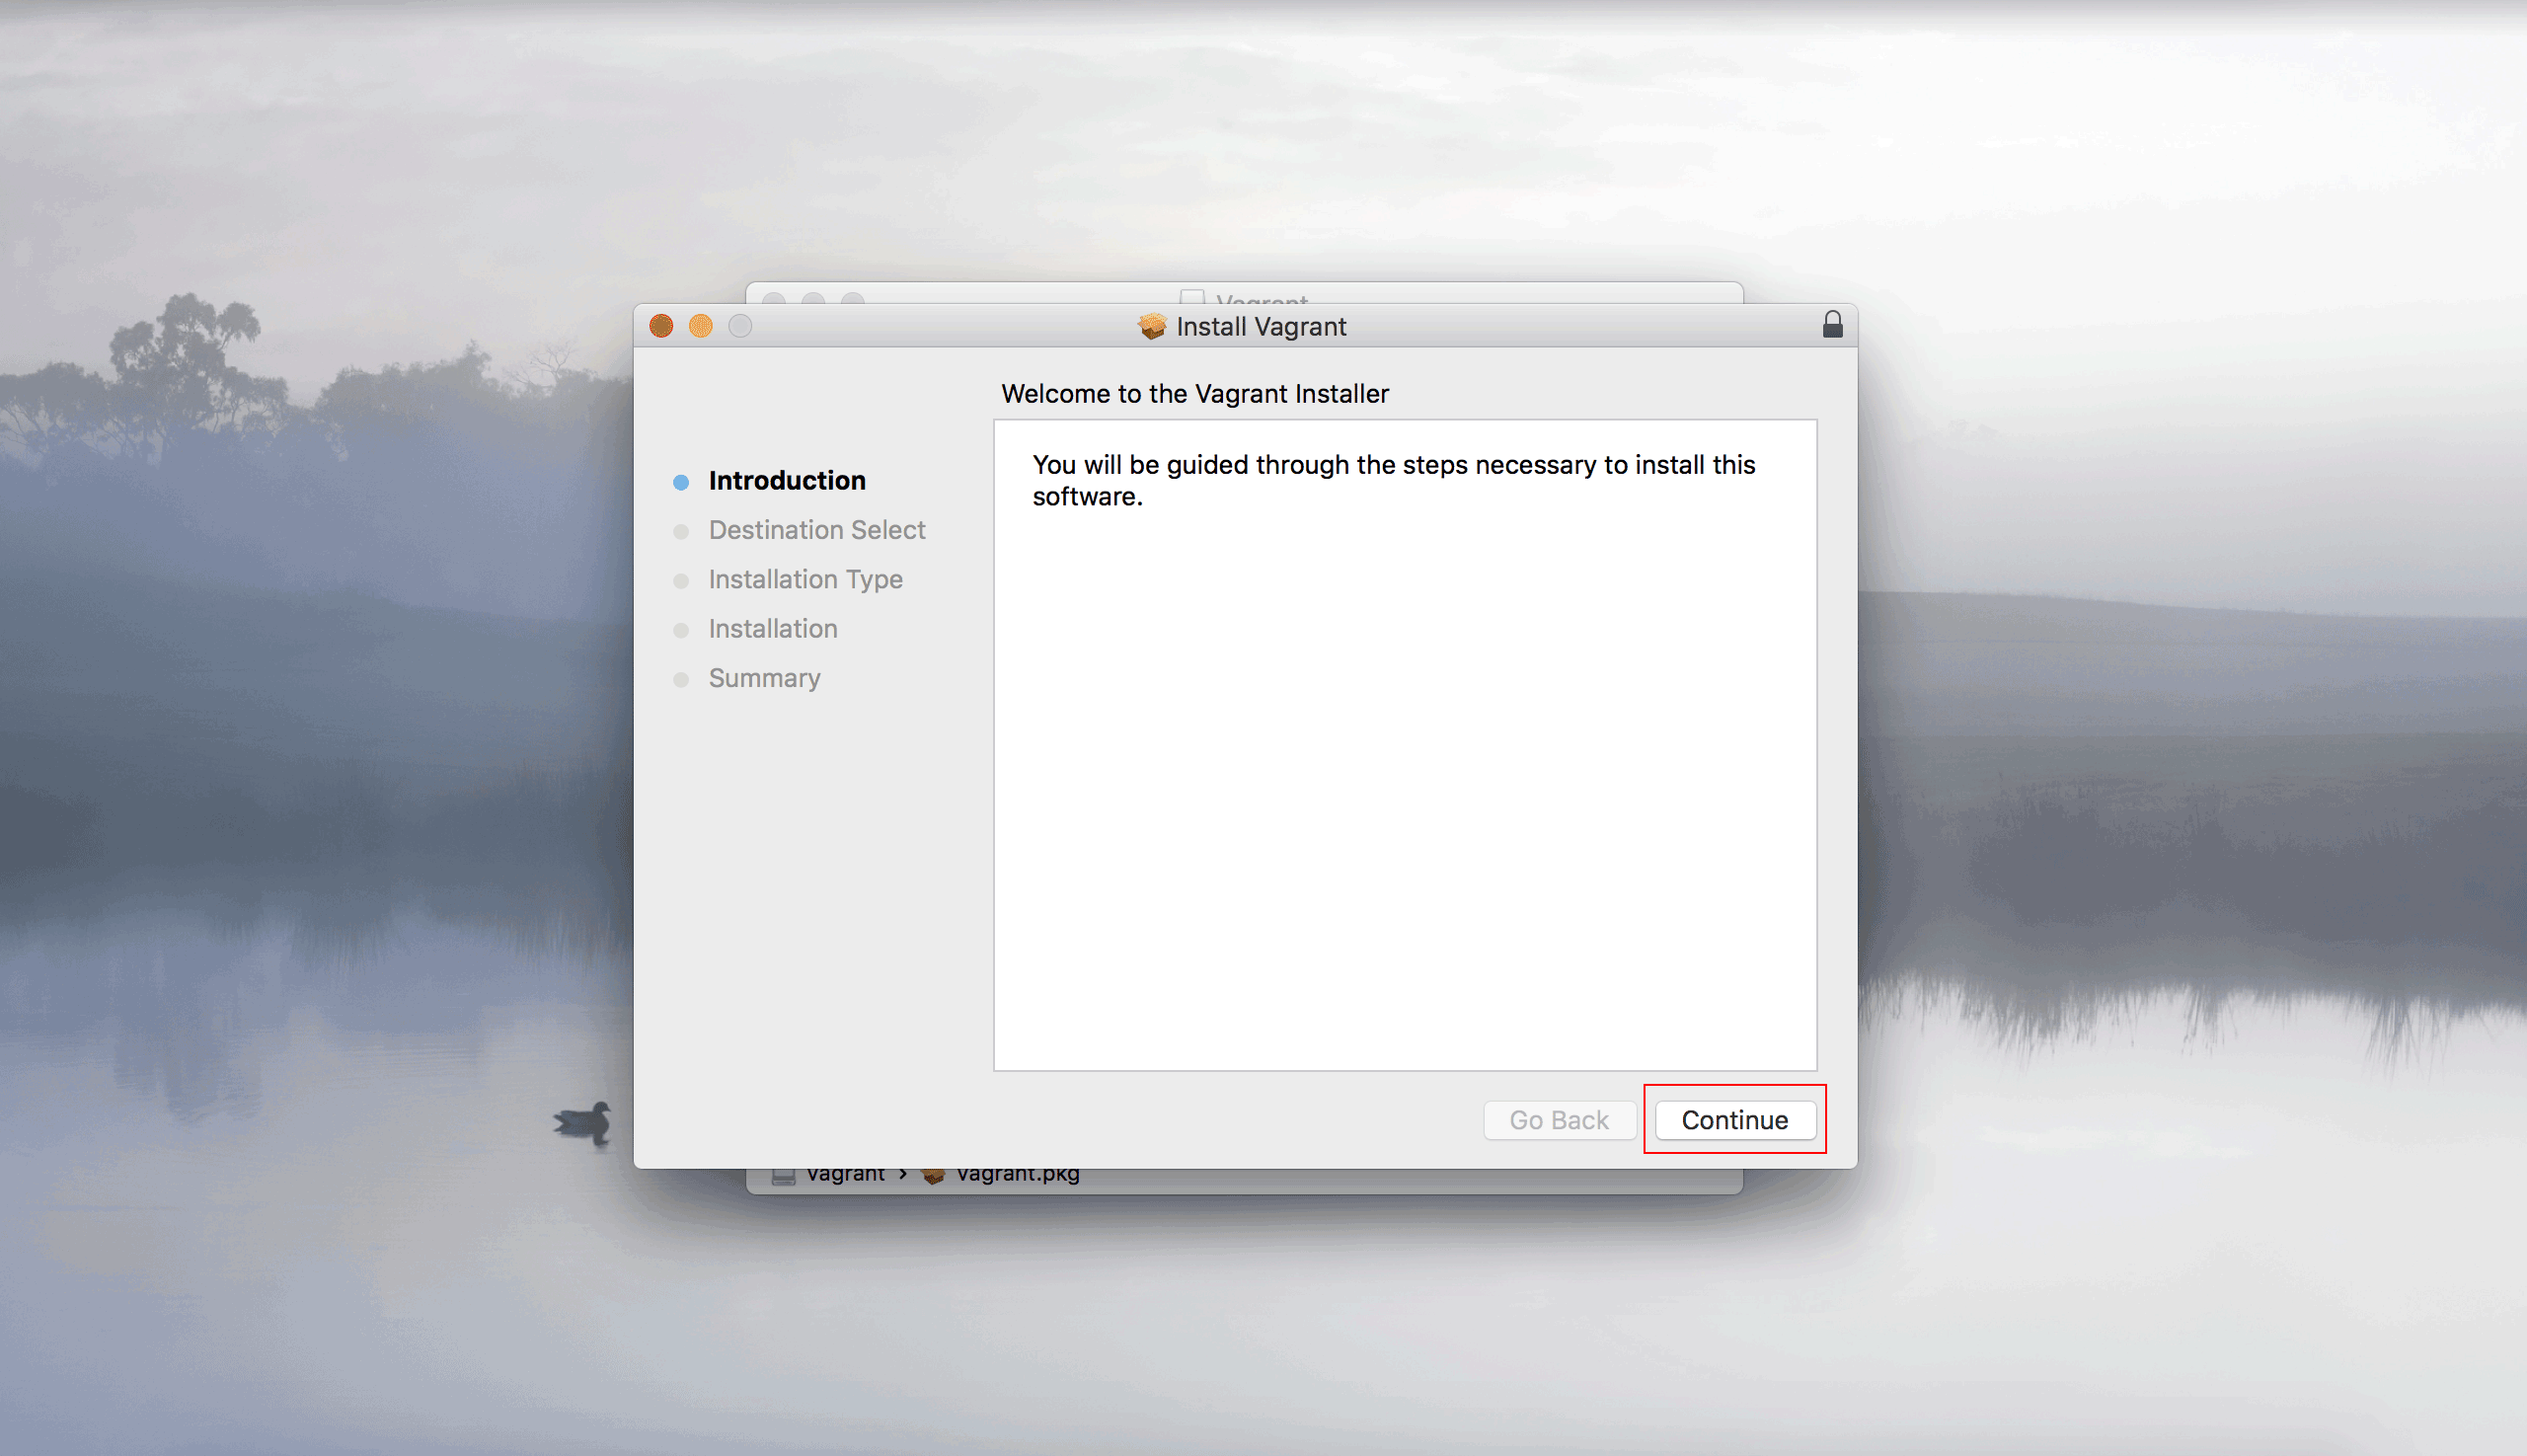 Vagrant
Install Vagrant
Welcome to the Vagrant Installer
You will be guided through the steps necessary to install this
software.
Introduction
Destination Select
Installation Type
Installation
Summary
Go Back
Continue
Vagrant › Vagrant.pkg